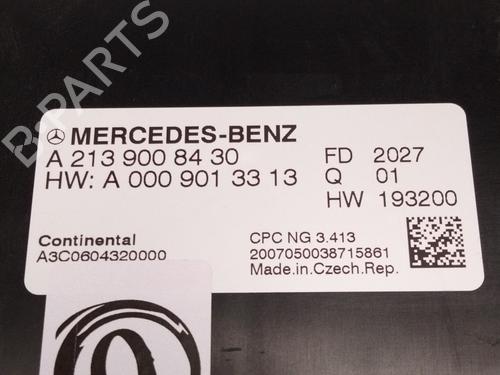 B-PARTS
MERCEDES-BENZ
A 213 900 84 30
HW: A 000 901 33 13
FD 2027
Q 01
HW 193200
Continental
A3C0604320000
CPC NG 3.413
2007050038715861
Made.in.Czech.Rep.